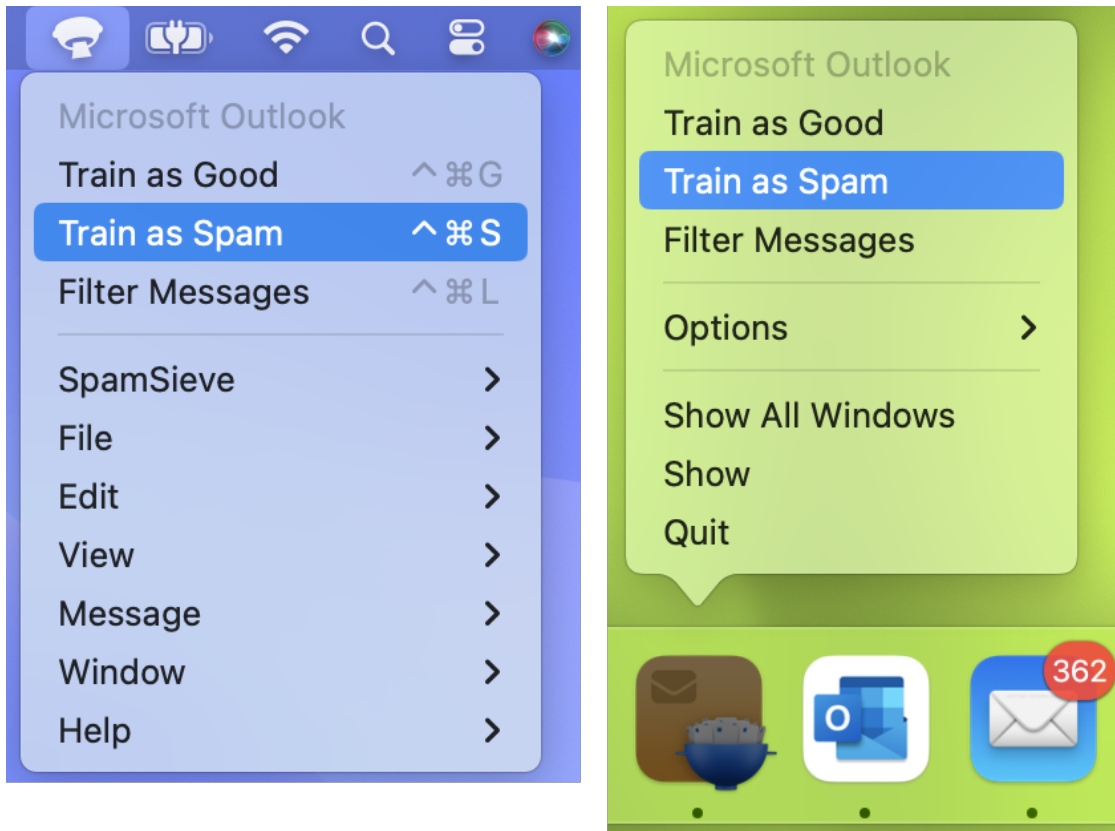 Microsoft Outlook
Train as Good ⌃⌘G
Train as Spam ⌃⌘S
Filter Messages ⌃⌘L
SpamSieve
File
Edit
View
Message
Window
Help
Microsoft Outlook
Train as Good
Train as Spam
Filter Messages
Options
Show All Windows
Show
Quit
O
362